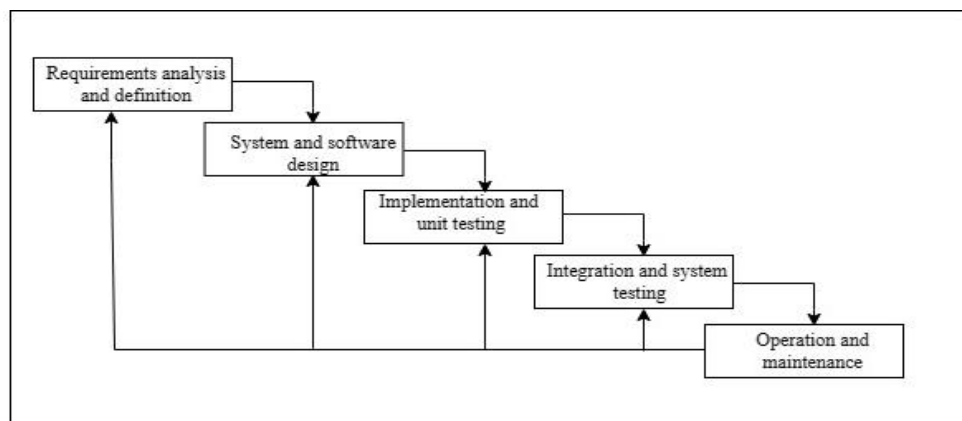 Requirements analysis
and definition
System and software
design
Implementation and
unit testing
Integration and system
testing
Operation and
maintenance